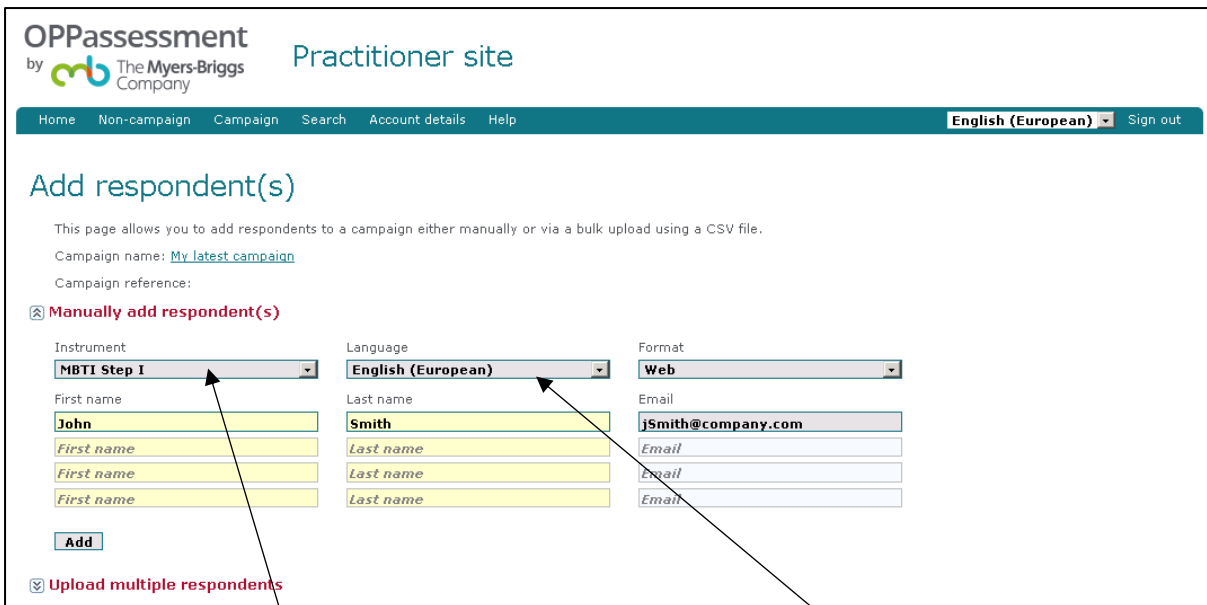 OPPassessment
by The Myers-Briggs Company
Practitioner site
Home Non-campaign Campaign Search Account details Help English (European) Sign out
Add respondent(s)
This page allows you to add respondents to a campaign either manually or via a bulk upload using a CSV file.
Campaign name: My latest campaign
Campaign reference:
Manually add respondent(s)
Instrument Language Format
MBTI Step I English (European) Web
First name Last name Email
John Smith jSmith@company.com
First name Last name Email
First name Last name Email
First name Last name Email
Add
Upload multiple respondents